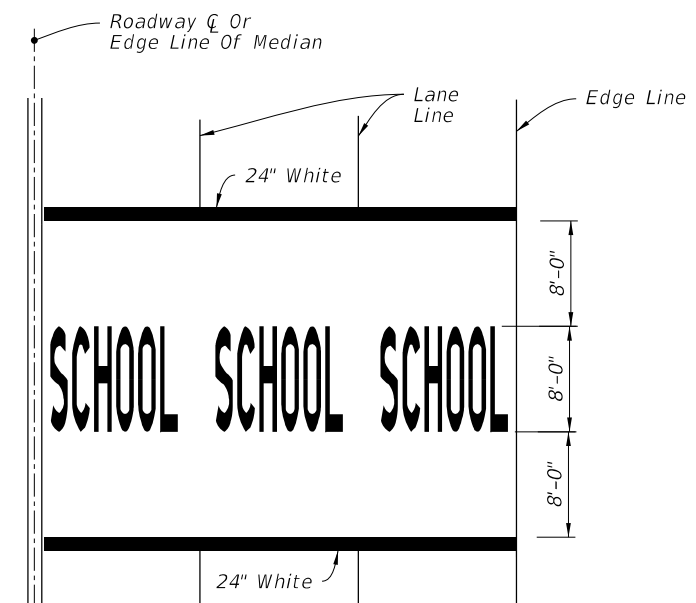 Roadway ℄ Or
Edge Line Of Median
Lane
Line
Edge Line
24" White
8'-0"
SCHOOL SCHOOL SCHOOL
8'-0"
8'-0"
24" White